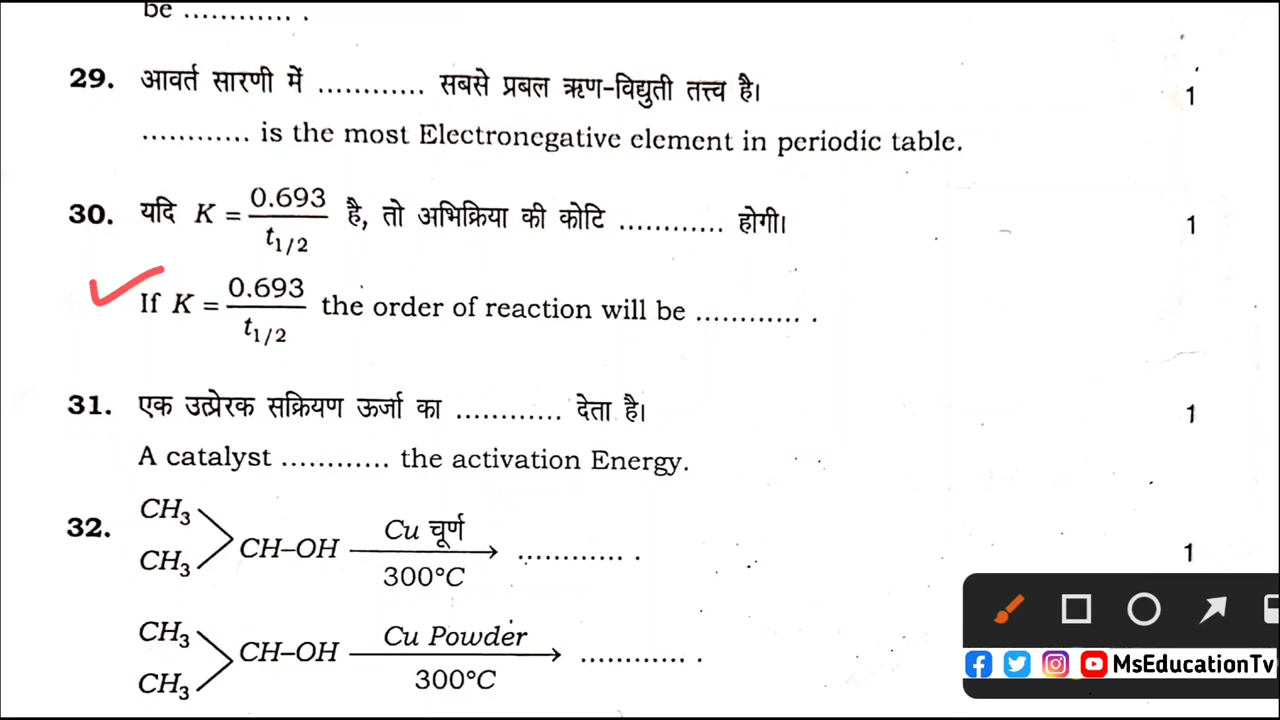 be ............ .
29. आवर्त सारणी में ............ सबसे प्रबल ऋण-विद्युती तत्त्व है। 1
............ is the most Electronegative element in periodic table.
30. यदि K = 0.693 / t1/2 है, तो अभिक्रिया की कोटि ............ होगी। 1
If K = 0.693 / t1/2 the order of reaction will be ............ .
31. एक उत्प्रेरक सक्रियण ऊर्जा का ............ देता है। 1
A catalyst ............ the activation Energy.
32. CH3
CH3 CH–OH Cu चूर्ण 300°C ............ . 1
CH3
CH3 CH–OH Cu Powder 300°C ............ .
MsEducationTv